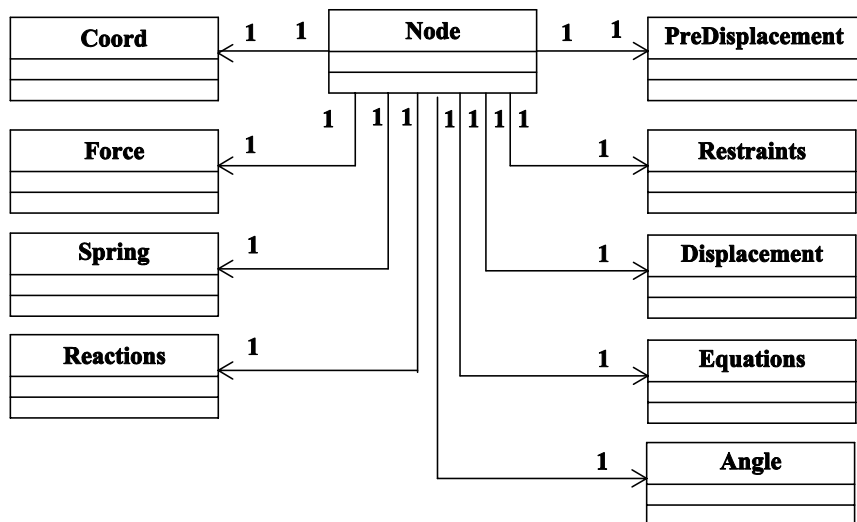 Coord
1
1
Node
1
1
PreDisplacement
1
1
1
1
1
1
1
Force
1
1
Restraints
Spring
1
1
Displacement
Reactions
1
1
Equations
1
Angle